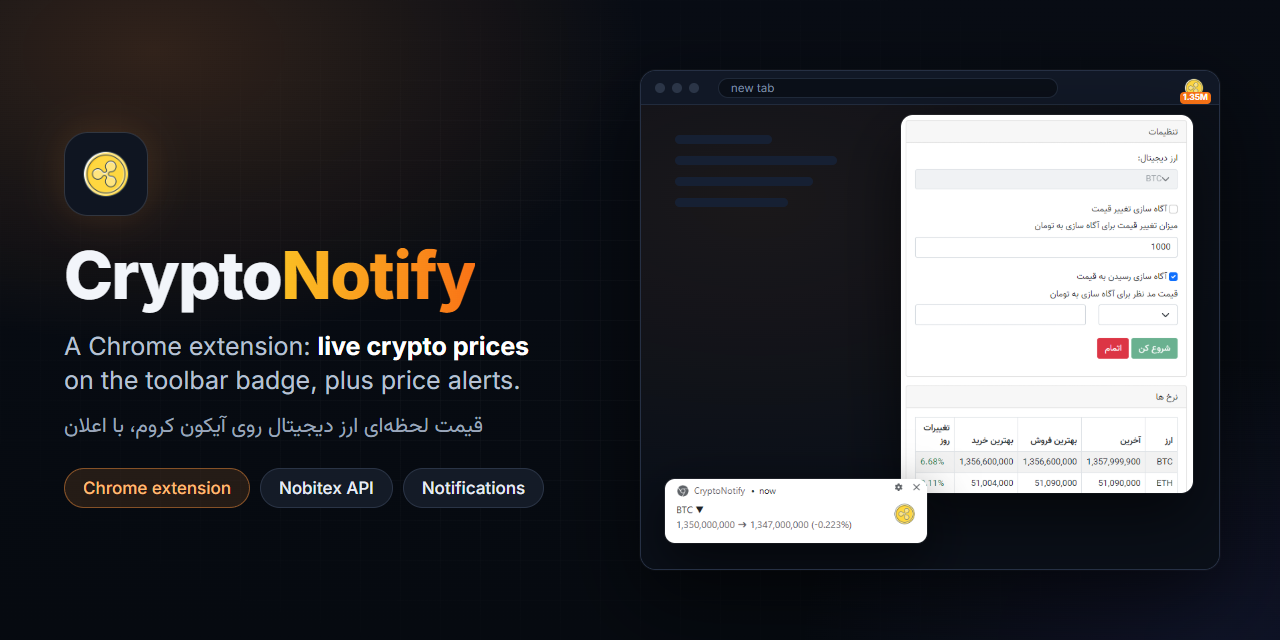 CryptoNotify
A Chrome extension: live crypto prices
on the toolbar badge, plus price alerts.
قیمت لحظه‌ای ارز دیجیتال روی آیکون کروم، با اعلان
Chrome extension
Nobitex API
Notifications
new tab
1.35M
تنظیمات
ارز دیجیتال:
BTC
آگاه سازی تغییر قیمت
میزان تغییر قیمت برای آگاه سازی به تومان
1000
آگاه سازی رسیدن به قیمت
قیمت مد نظر برای آگاه سازی به تومان
شروع کن
اتمام
نرخ ها
ارز آخرین بهترین فروش بهترین خرید تغییرات روز
BTC 1,357,999,900 1,356,600,000 1,356,600,000 6.68%
ETH 51,090,000 51,090,000 51,004,000 .11%
CryptoNotify • now
BTC ▼
1,350,000,000 → 1,347,000,000 (-0.223%)